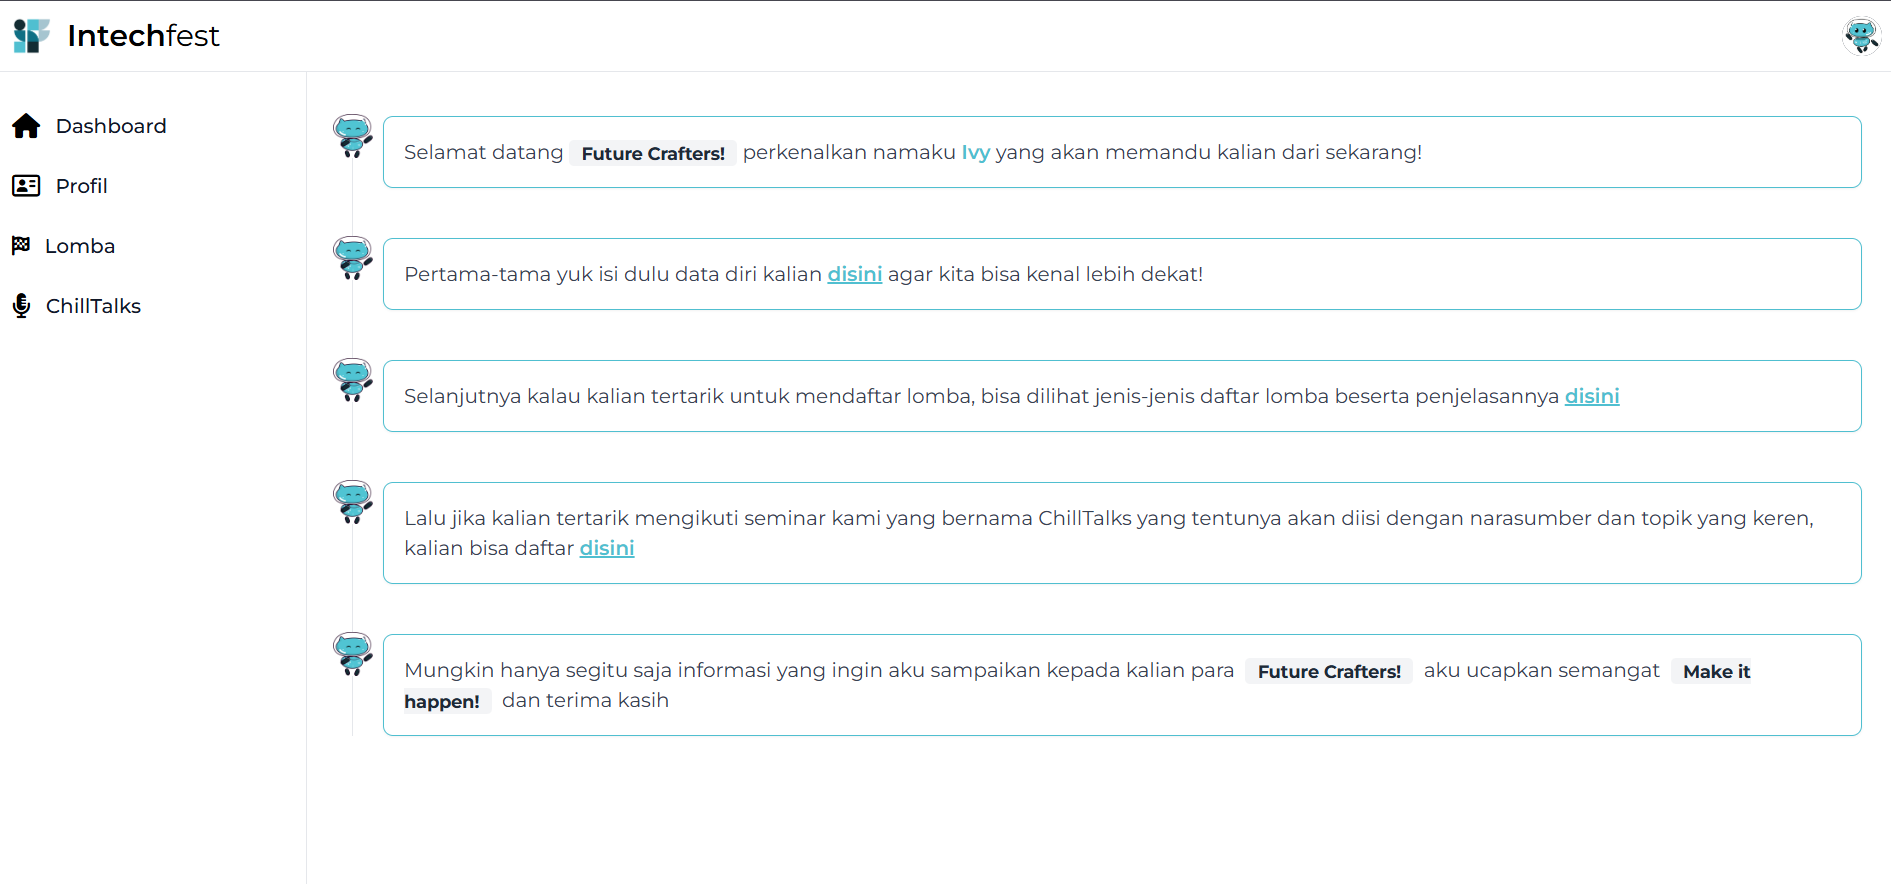 Intechfest
Dashboard
Profil
Lomba
ChillTalks
Selamat datang Future Crafters! perkenalkan namaku Ivy yang akan memandu kalian dari sekarang!
Pertama-tama yuk isi dulu data diri kalian disini agar kita bisa kenal lebih dekat!
Selanjutnya kalau kalian tertarik untuk mendaftar lomba, bisa dilihat jenis-jenis daftar lomba beserta penjelasannya disini
Lalu jika kalian tertarik mengikuti seminar kami yang bernama ChillTalks yang tentunya akan diisi dengan narasumber dan topik yang keren,
kalian bisa daftar disini
Mungkin hanya segitu saja informasi yang ingin aku sampaikan kepada kalian para Future Crafters! aku ucapkan semangat Make it
happen! dan terima kasih